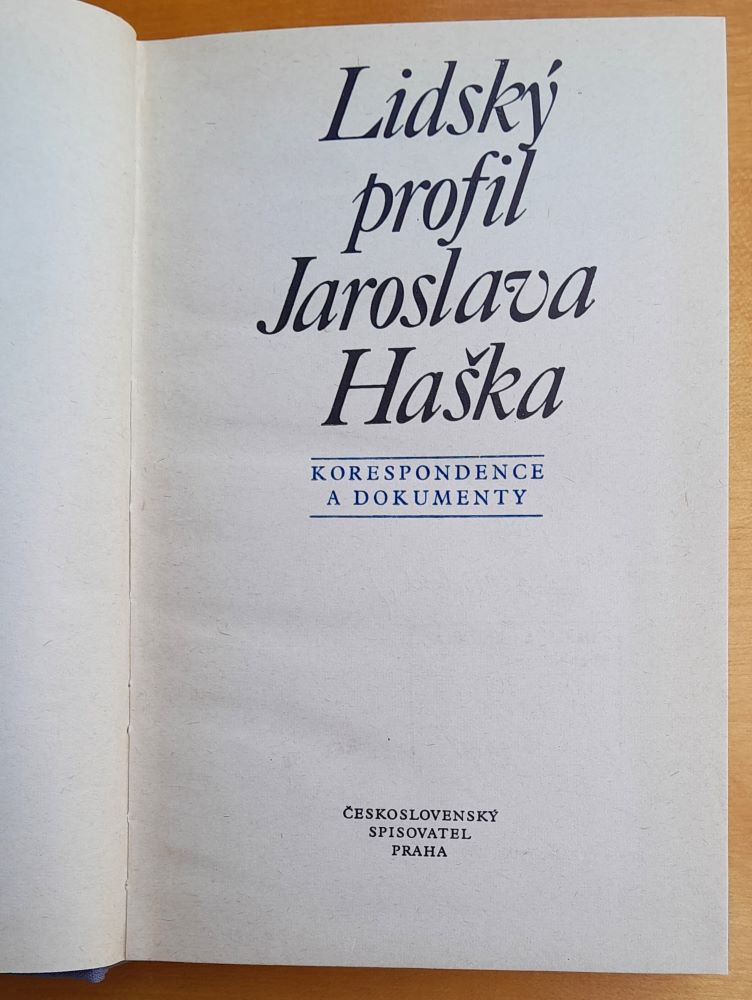 Lidský
profil
Jaroslava
Haška
KORESPONDENCE
A DOKUMENTY
ČESKOSLOVENSKÝ
SPISOVATEL
PRAHA